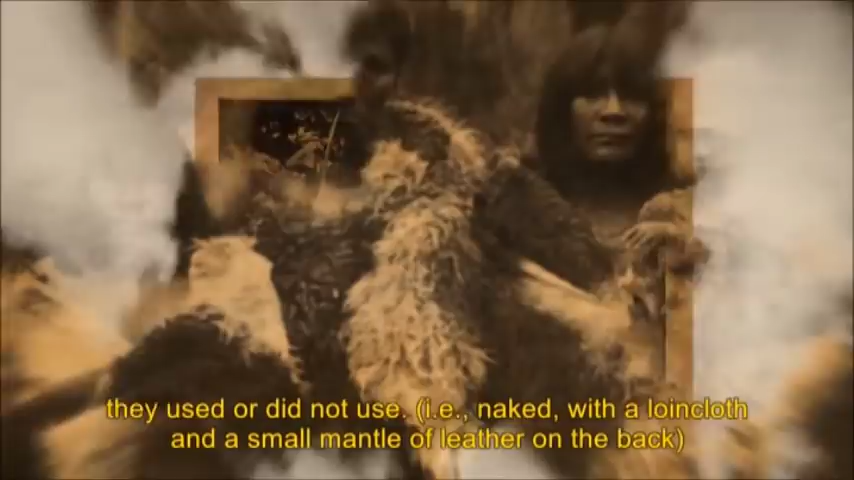 they used or did not use. (i.e., naked, with a loincloth
and a small mantle of leather on the back)